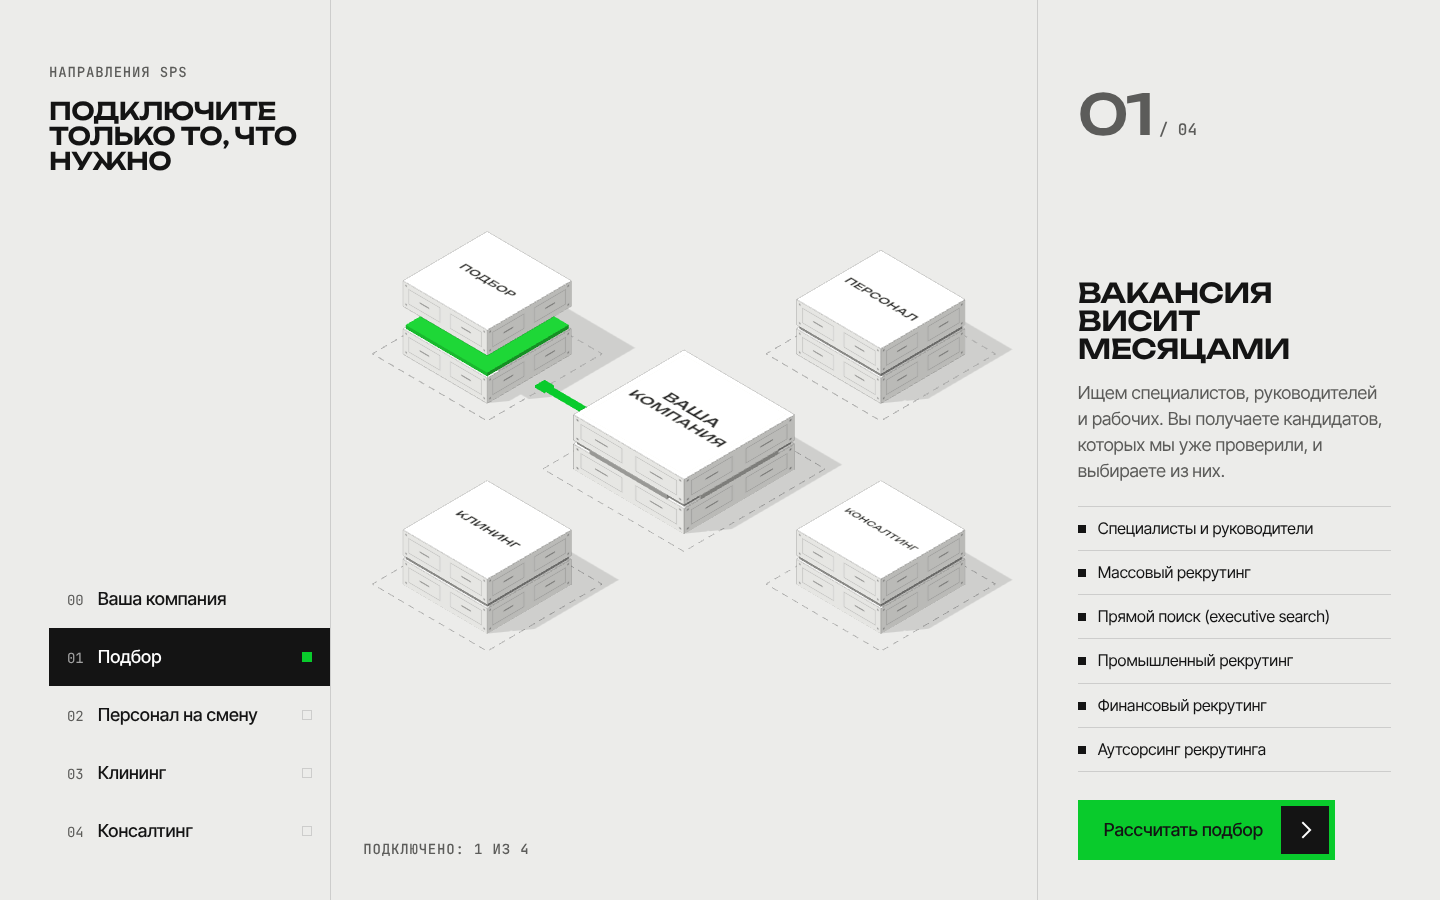 НАПРАВЛЕНИЯ SPS
ПОДКЛЮЧИТЕ
ТОЛЬКО ТО, ЧТО
НУЖНО
00 Ваша компания
01 Подбор
02 Персонал на смену
03 Клининг
04 Консалтинг
ПОДБОР
ПЕРСОНАЛ
ВАША
КОМПАНИЯ
КЛИНИНГ
КОНСАЛТИНГ
ПОДКЛЮЧЕНО: 1 ИЗ 4
01 / 04
ВАКАНСИЯ
ВИСИТ
МЕСЯЦАМИ
Ищем специалистов, руководителей
и рабочих. Вы получаете кандидатов,
которых мы уже проверили, и
выбираете из них.
Специалисты и руководители
Массовый рекрутинг
Прямой поиск (executive search)
Промышленный рекрутинг
Финансовый рекрутинг
Аутсорсинг рекрутинга
Рассчитать подбор